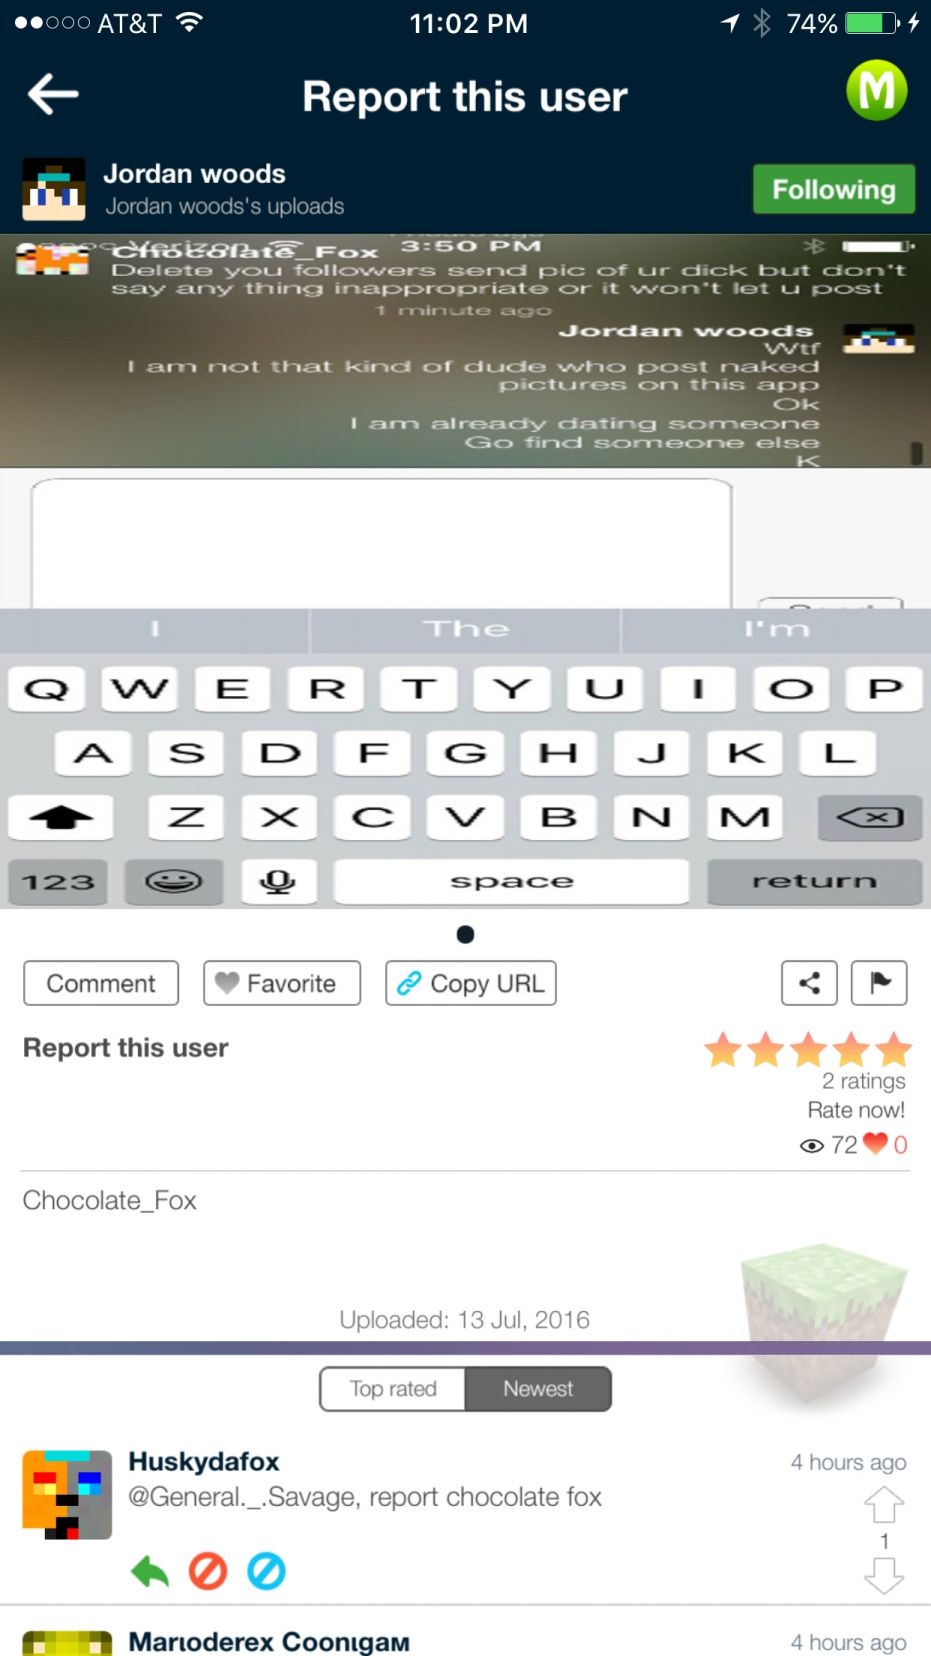 AT&T 11:02 PM 74%
Report this user
M
Jordan woods
Jordan woods's uploads
Following
Verizon 3:50 PM
Chocolate_Fox
Delete you followers send pic of ur dick but don't
say any thing inappropriate or it won't let u post
1 minute ago
Jordan woods
Wtf
I am not that kind of dude who post naked
pictures on this app
Ok
I am already dating someone
Go find someone else
K
I The I'm
Q W E R T Y U I O P
A S D F G H J K L
Z X C V B N M
123 space return
Comment Favorite Copy URL
Report this user
2 ratings
Rate now!
72 0
Chocolate_Fox
Uploaded: 13 Jul, 2016
Top rated Newest
Huskydafox 4 hours ago
@General._.Savage, report chocolate fox
1
Marιoderex Coonιgaм 4 hours ago